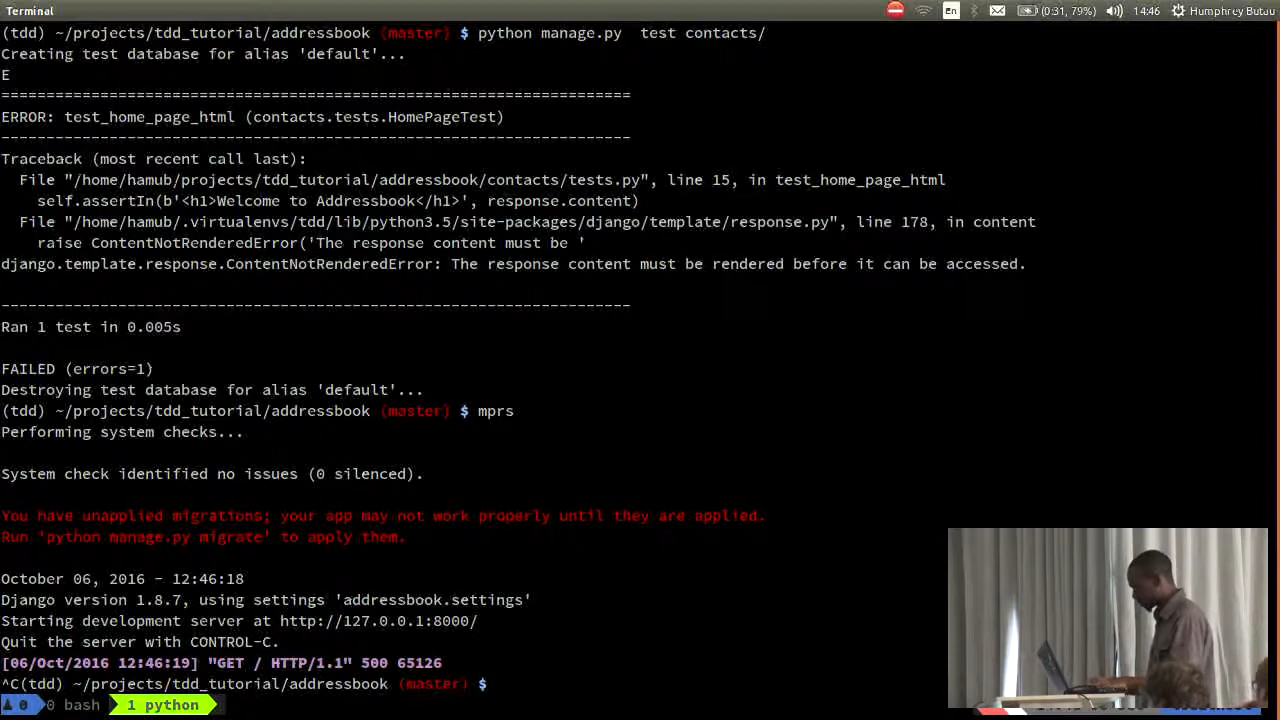 Terminal
En
(0:31, 79%)
14:46
Humphrey Butau
(tdd) ~/projects/tdd_tutorial/addressbook (master) $ python manage.py  test contacts/
Creating test database for alias 'default'...
E
======================================================================
ERROR: test_home_page_html (contacts.tests.HomePageTest)
----------------------------------------------------------------------
Traceback (most recent call last):
  File "/home/hamub/projects/tdd_tutorial/addressbook/contacts/tests.py", line 15, in test_home_page_html
    self.assertIn(b'<h1>Welcome to Addressbook</h1>', response.content)
  File "/home/hamub/.virtualenvs/tdd/lib/python3.5/site-packages/django/template/response.py", line 178, in content
    raise ContentNotRenderedError('The response content must be '
django.template.response.ContentNotRenderedError: The response content must be rendered before it can be accessed.
----------------------------------------------------------------------
Ran 1 test in 0.005s
FAILED (errors=1)
Destroying test database for alias 'default'...
(tdd) ~/projects/tdd_tutorial/addressbook (master) $ mprs
Performing system checks...
System check identified no issues (0 silenced).
You have unapplied migrations; your app may not work properly until they are applied.
Run 'python manage.py migrate' to apply them.
October 06, 2016 - 12:46:18
Django version 1.8.7, using settings 'addressbook.settings'
Starting development server at http://127.0.0.1:8000/
Quit the server with CONTROL-C.
[06/Oct/2016 12:46:19] "GET / HTTP/1.1" 500 65126
^C(tdd) ~/projects/tdd_tutorial/addressbook (master) $
0 0 bash 1 python